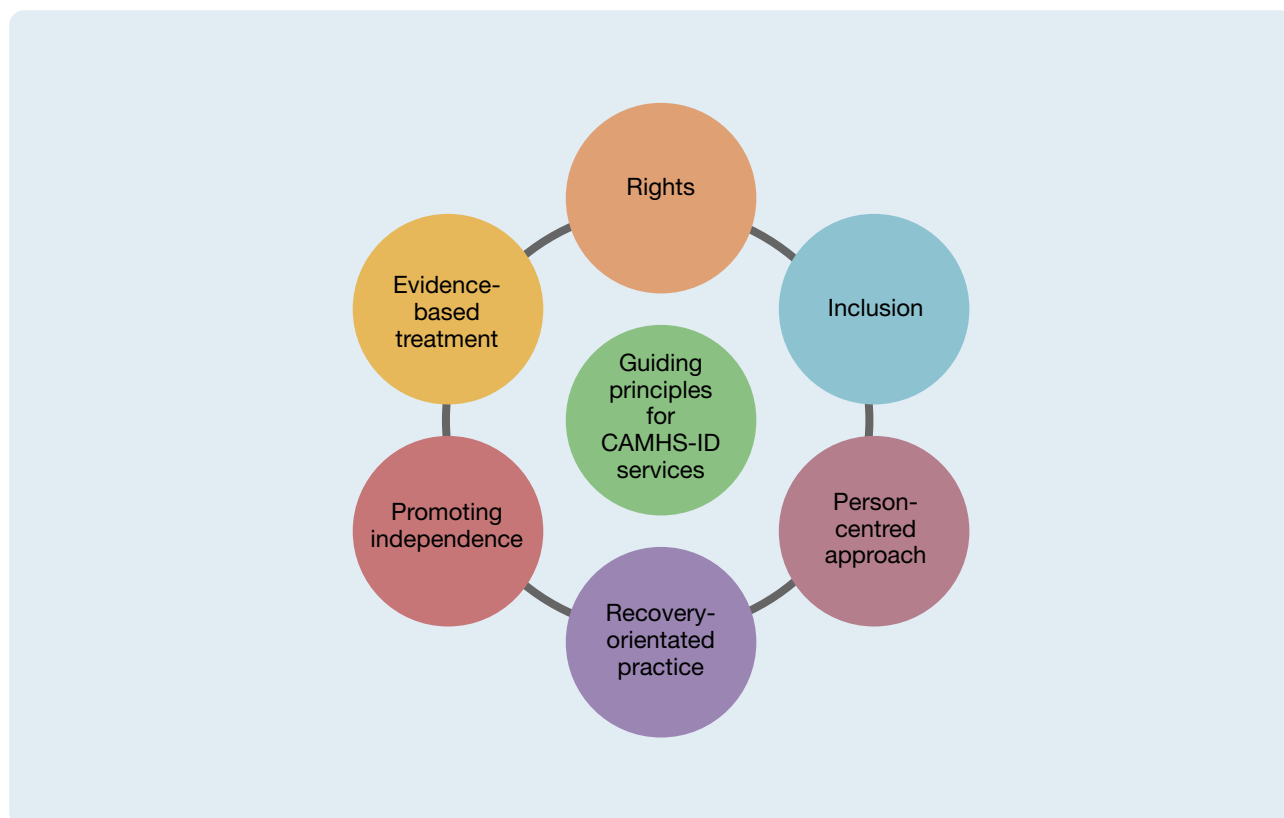 Rights
Inclusion
Person-
centred
approach
Recovery-
orientated
practice
Promoting
independence
Evidence-
based
treatment
Guiding
principles
for
CAMHS-ID
services